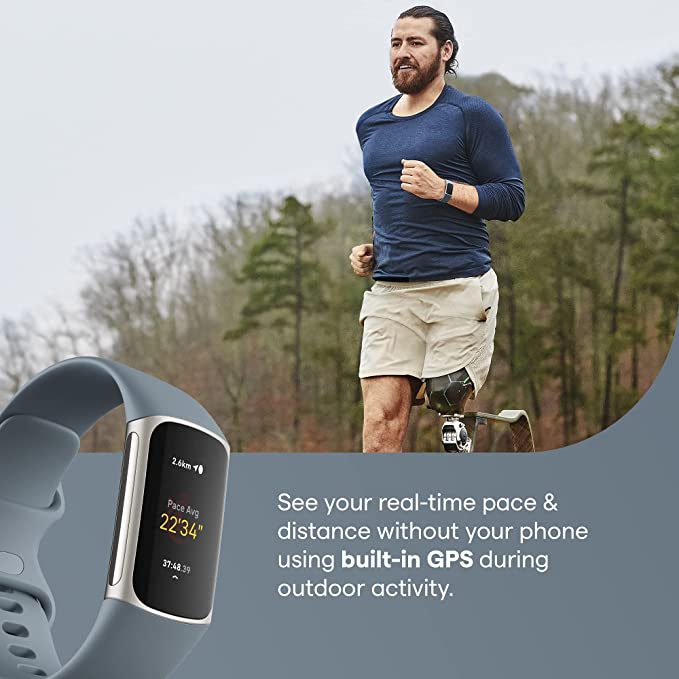 2.6km
Pace Avg
22'34"
37:48.39
See your real-time pace &
distance without your phone
using built-in GPS during
outdoor activity.